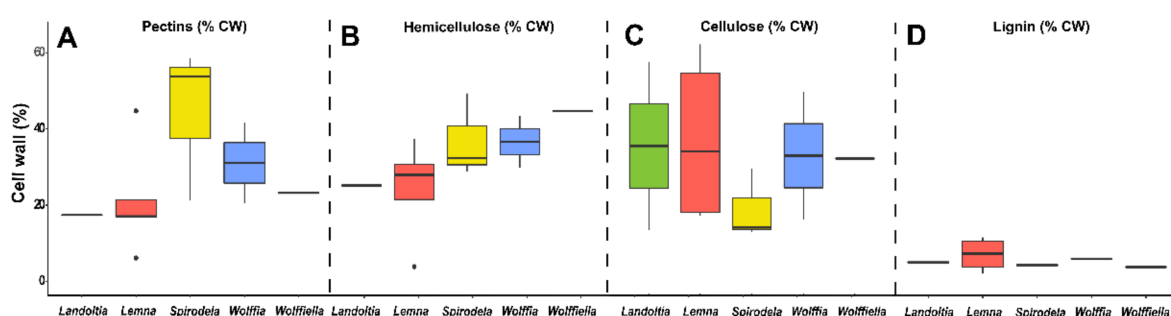 A Pectins (% CW) B Hemicellulose (% CW) C Cellulose (% CW) D Lignin (% CW)
Cell wall (%)
60
40
20
0
Landoltia Lemna Spirodela Wolffia Wolffiella Landoltia Lemna Spirodela Wolffia Wolffiella Landoltia Lemna Spirodela Wolffia Wolffiella Landoltia Lemna Spirodela Wolffia Wolffiella